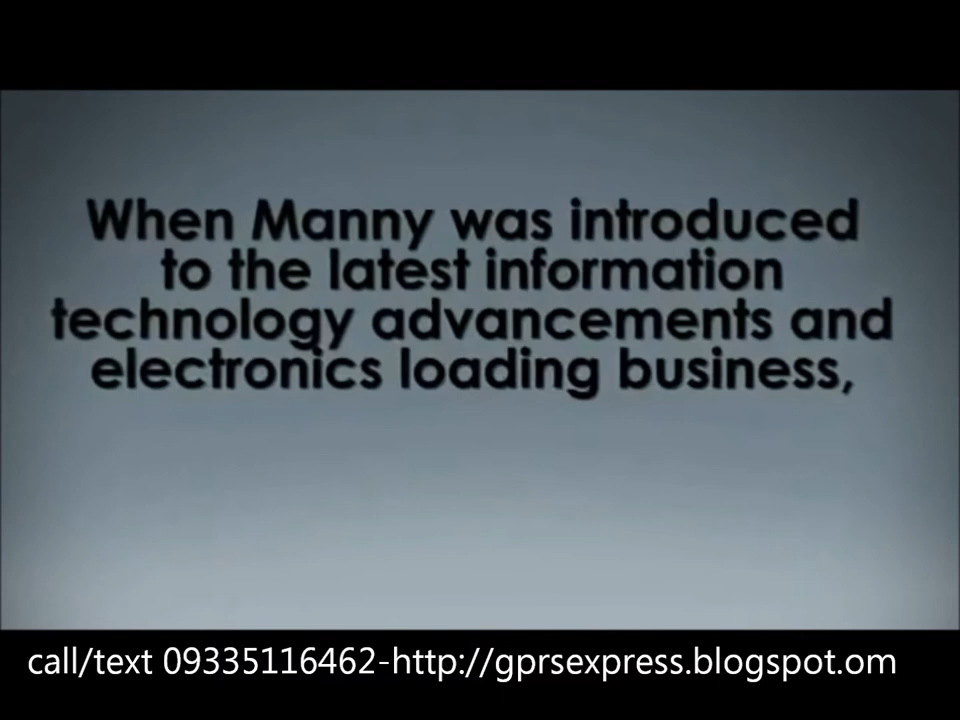 When Manny was introduced
to the latest information
technology advancements and
electronics loading business,
call/text 09335116462-http://gprsexpress.blogspot.om